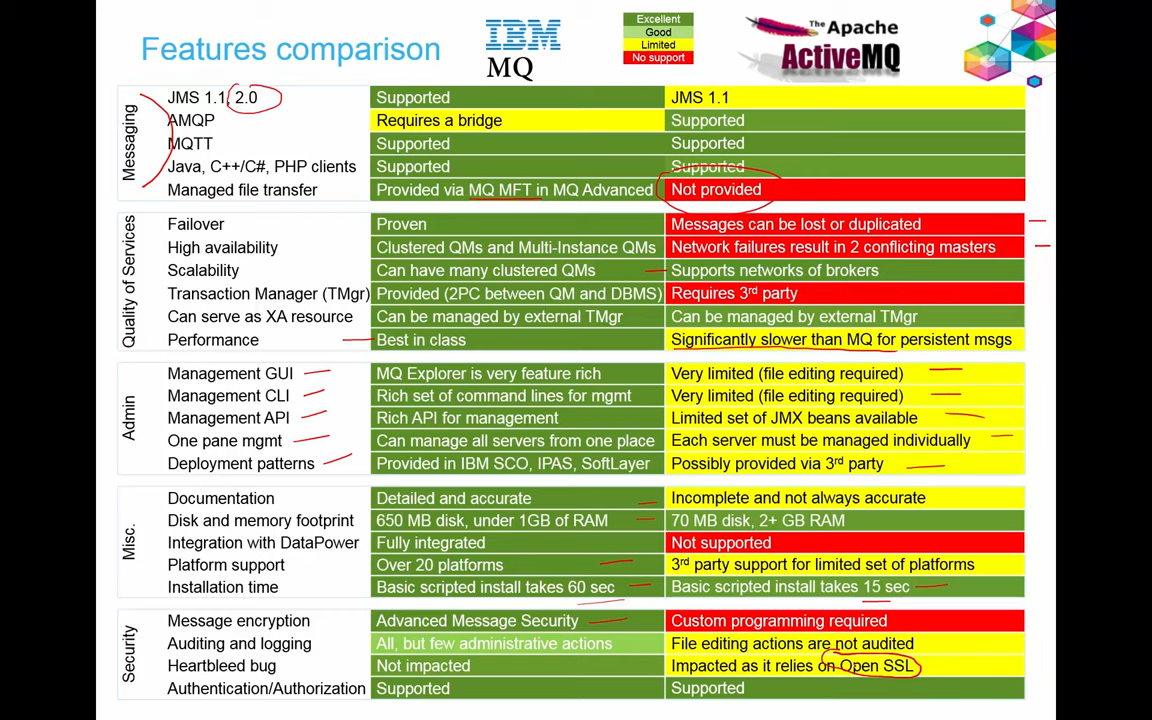 Features comparison
IBM
MQ
Excellent
Good
Limited
No support
The Apache
ActiveMQ
Messaging
JMS 1.1, 2.0 Supported JMS 1.1
AMQP Requires a bridge Supported
MQTT Supported Supported
Java, C++/C#, PHP clients Supported Supported
Managed file transfer Provided via MQ MFT in MQ Advanced Not provided
Quality of Services
Failover Proven Messages can be lost or duplicated
High availability Clustered QMs and Multi-Instance QMs Network failures result in 2 conflicting masters
Scalability Can have many clustered QMs Supports networks of brokers
Transaction Manager (TMgr) Provided (2PC between QM and DBMS) Requires 3rd party
Can serve as XA resource Can be managed by external TMgr Can be managed by external TMgr
Performance Best in class Significantly slower than MQ for persistent msgs
Admin
Management GUI MQ Explorer is very feature rich Very limited (file editing required)
Management CLI Rich set of command lines for mgmt Very limited (file editing required)
Management API Rich API for management Limited set of JMX beans available
One pane mgmt Can manage all servers from one place Each server must be managed individually
Deployment patterns Provided in IBM SCO, IPAS, SoftLayer Possibly provided via 3rd party
Misc.
Documentation Detailed and accurate Incomplete and not always accurate
Disk and memory footprint 650 MB disk, under 1GB of RAM 70 MB disk, 2+ GB RAM
Integration with DataPower Fully integrated Not supported
Platform support Over 20 platforms 3rd party support for limited set of platforms
Installation time Basic scripted install takes 60 sec Basic scripted install takes 15 sec
Security
Message encryption Advanced Message Security Custom programming required
Auditing and logging All, but few administrative actions File editing actions are not audited
Heartbleed bug Not impacted Impacted as it relies on Open SSL
Authentication/Authorization Supported Supported